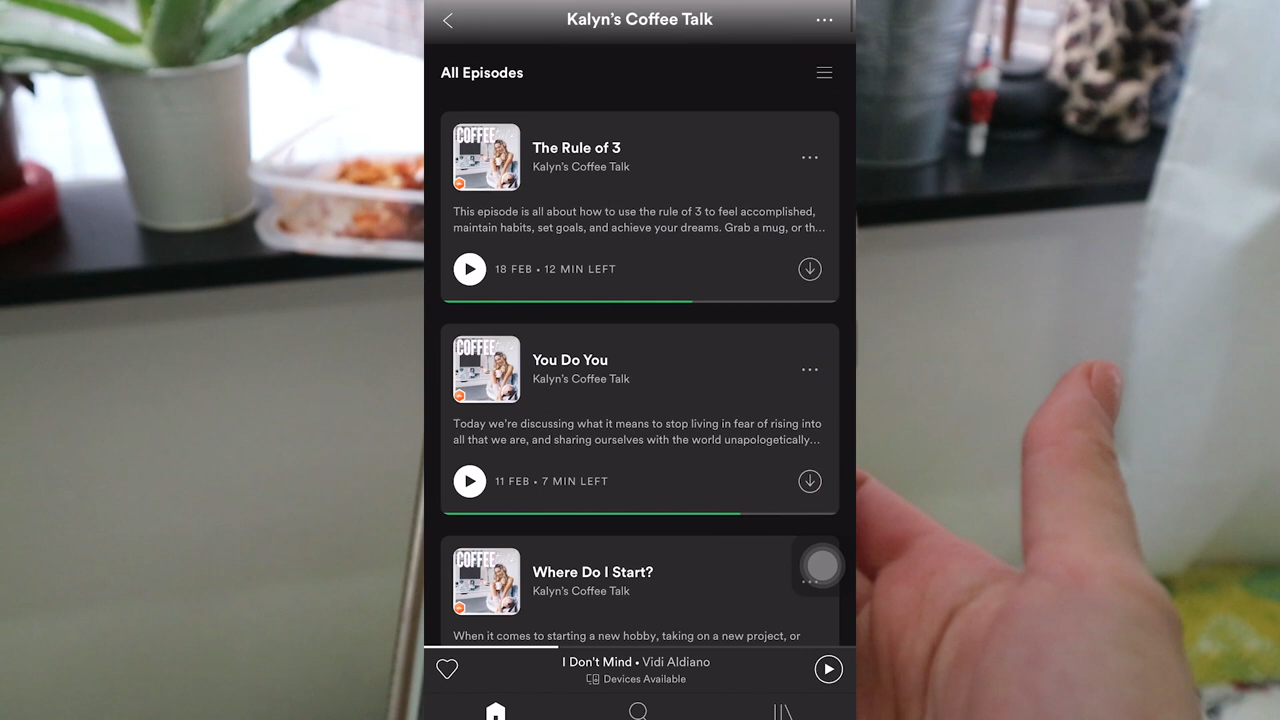 Kalyn's Coffee Talk
All Episodes
COFFEE
The Rule of 3
Kalyn's Coffee Talk
This episode is all about how to use the rule of 3 to feel accomplished,
maintain habits, set goals, and achieve your dreams. Grab a mug, or th...
18 FEB • 12 MIN LEFT
COFFEE
You Do You
Kalyn's Coffee Talk
Today we're discussing what it means to stop living in fear of rising into
all that we are, and sharing ourselves with the world unapologetically...
11 FEB • 7 MIN LEFT
COFFEE
Where Do I Start?
Kalyn's Coffee Talk
When it comes to starting a new hobby, taking on a new project, or
I Don't Mind • Vidi Aldiano
Devices Available